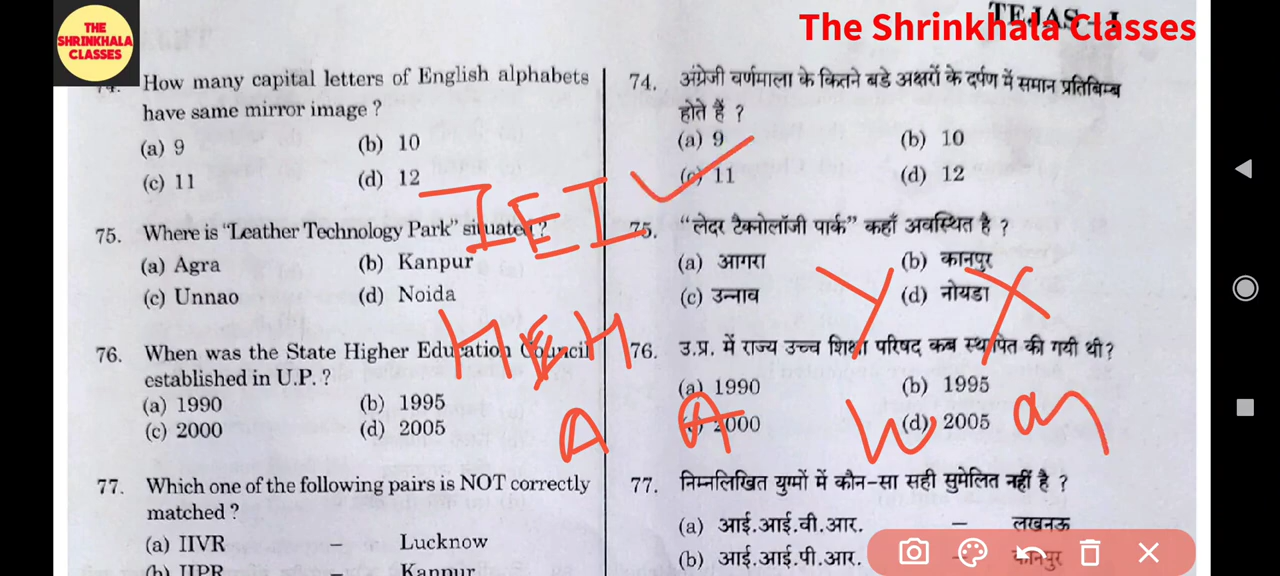 THE
SHRINKHALA
CLASSES
TEJAS – I
The Shrinkhala Classes
74. How many capital letters of English alphabets
have same mirror image ?
(a) 9 (b) 10
(c) 11 (d) 12
75. Where is "Leather Technology Park" situated ?
(a) Agra (b) Kanpur
(c) Unnao (d) Noida
76. When was the State Higher Education Council
established in U.P. ?
(a) 1990 (b) 1995
(c) 2000 (d) 2005
77. Which one of the following pairs is NOT correctly
matched ?
(a) IIVR – Lucknow
(b) IIPR – Kanpur
74. अंग्रेजी वर्णमाला के कितने बडे अक्षरों के दर्पण में समान प्रतिबिम्ब
होते हैं ?
(a) 9 (b) 10
(c) 11 (d) 12
75. "लेदर टैक्नोलॉजी पार्क" कहाँ अवस्थित है ?
(a) आगरा (b) कानपुर
(c) उन्नाव (d) नोयडा
76. उ.प्र. में राज्य उच्च शिक्षा परिषद कब स्थापित की गयी थी?
(a) 1990 (b) 1995
(c) 2000 (d) 2005
77. निम्नलिखित युग्मों में कौन-सा सही सुमेलित नहीं है ?
(a) आई.आई.वी.आर. – लखनऊ
(b) आई.आई.पी.आर. – कानपुर
I E I
Y X
H E H
A A